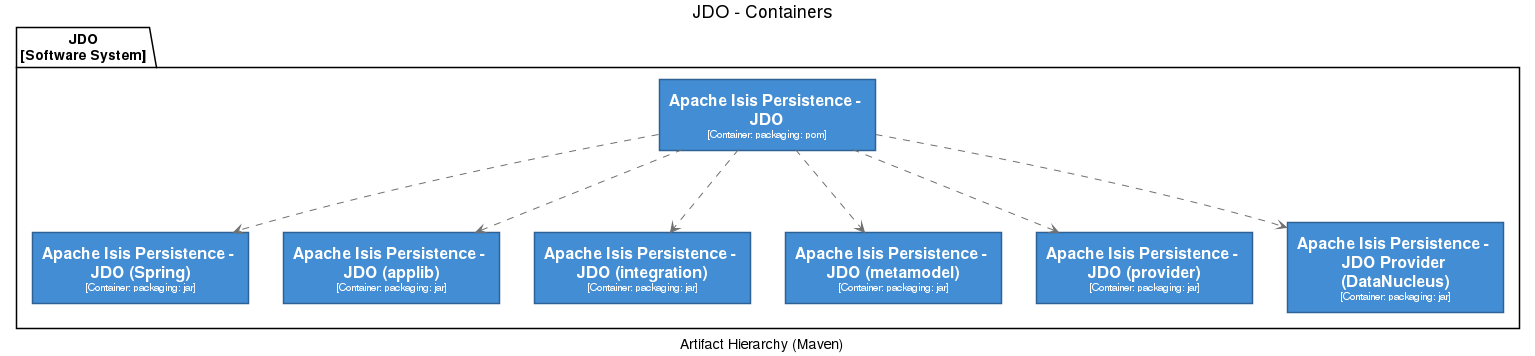 JDO - Containers
JDO
[Software System]
Apache Isis Persistence -
JDO
[Container: packaging: pom]
Apache Isis Persistence -
JDO (Spring)
[Container: packaging: jar]
Apache Isis Persistence -
JDO (applib)
[Container: packaging: jar]
Apache Isis Persistence -
JDO (integration)
[Container: packaging: jar]
Apache Isis Persistence -
JDO (metamodel)
[Container: packaging: jar]
Apache Isis Persistence -
JDO (provider)
[Container: packaging: jar]
Apache Isis Persistence -
JDO Provider
(DataNucleus)
[Container: packaging: jar]
Artifact Hierarchy (Maven)